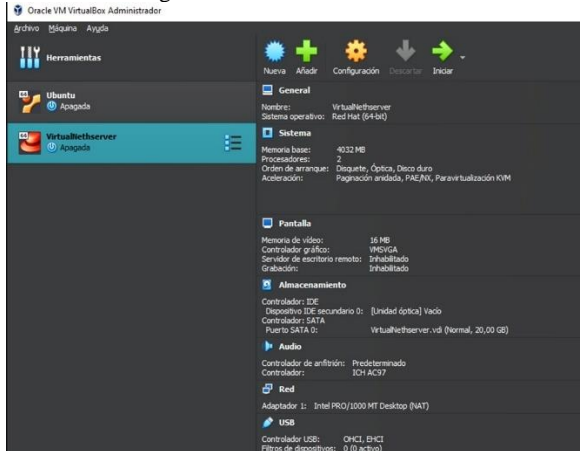 Oracle VM VirtualBox Administrador
Archivo Máquina Ayuda
Herramientas
Nueva Añadir Configuración Descartar Iniciar
Ubuntu
Apagada
VirtualNethserver
Apagada
General
Nombre: VirtualNethserver
Sistema operativo: Red Hat (64-bit)
Sistema
Memoria base: 4032 MB
Procesadores: 2
Orden de arranque: Disquete, Óptica, Disco duro
Aceleración: Paginación anidada, PAE/NX, Paravirtualización KVM
Pantalla
Memoria de vídeo: 16 MB
Controlador gráfico: VMSVGA
Servidor de escritorio remoto: Inhabilitado
Grabación: Inhabilitado
Almacenamiento
Controlador: IDE
Dispositivo IDE secundario 0: [Unidad óptica] Vacío
Controlador: SATA
Puerto SATA 0: VirtualNethserver.vdi (Normal, 20,00 GB)
Audio
Controlador de anfitrión: Predeterminado
Controlador: ICH AC97
Red
Adaptador 1: Intel PRO/1000 MT Desktop (NAT)
USB
Controlador USB: OHCI, EHCI
Filtros de dispositivos: 0 (0 activo)